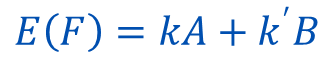 E(F) = kA + k'B